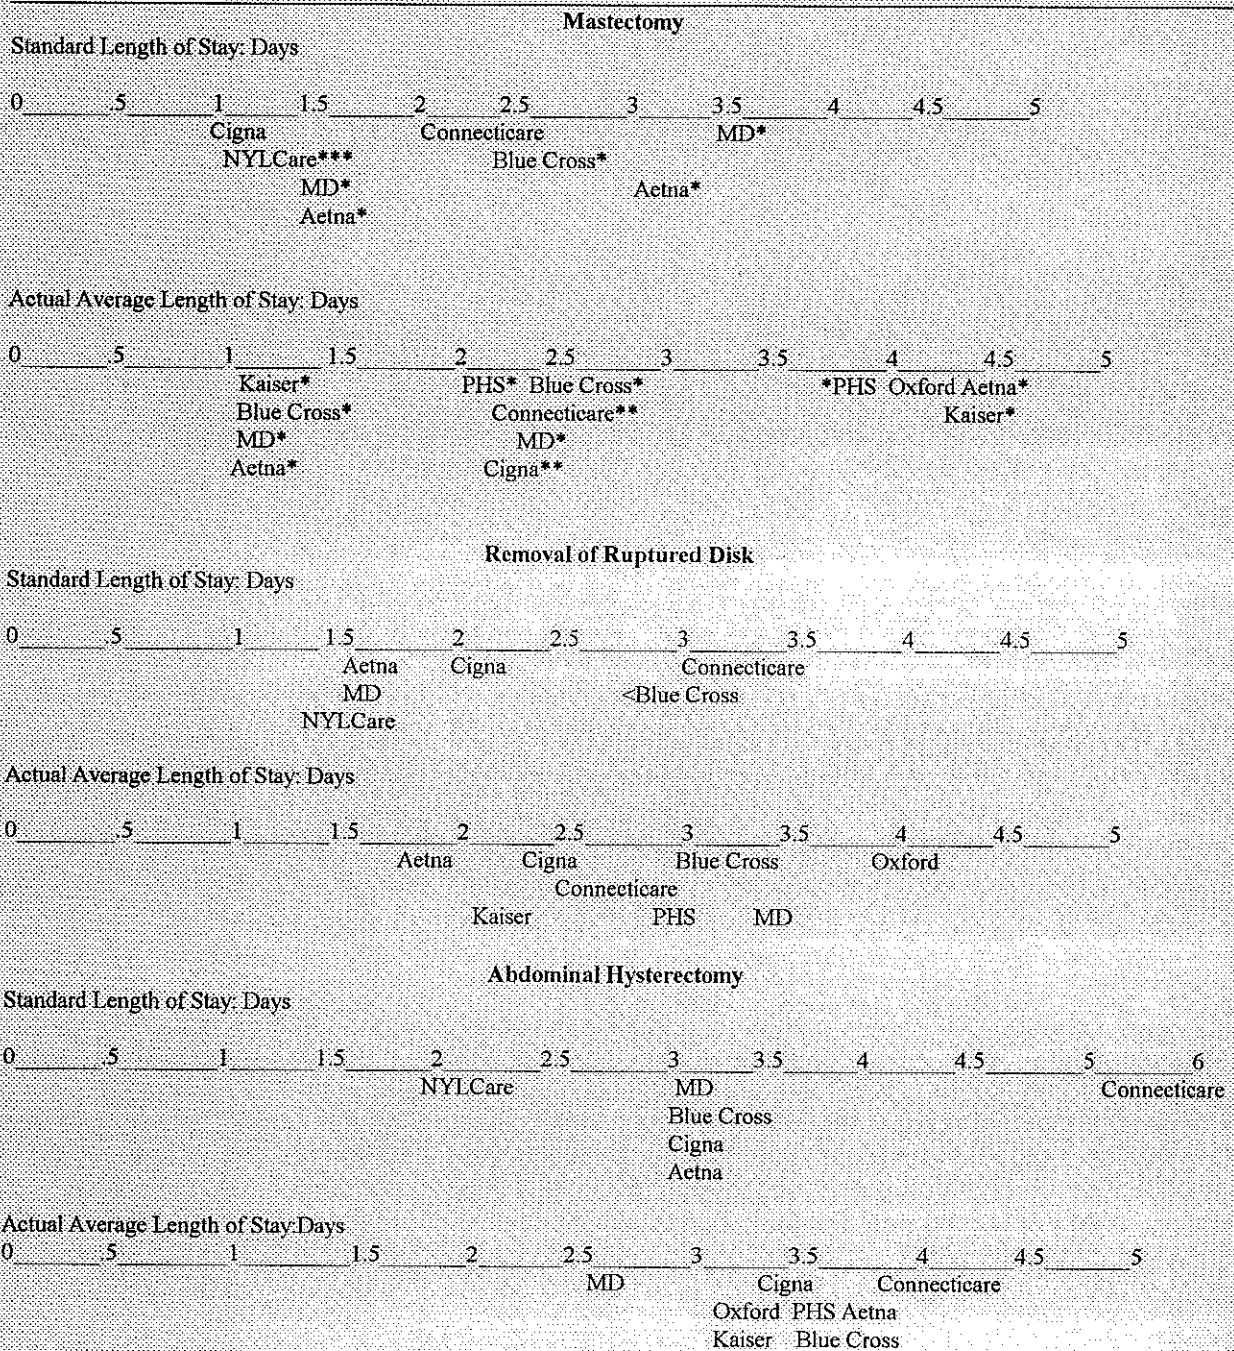 Mastectomy
Standard Length of Stay: Days
0 .5 1 1.5 2 2.5 3 3.5 4 4.5 5
Cigna Connecticare MD*
NYLCare*** Blue Cross*
MD* Aetna*
Aetna*
Actual Average Length of Stay: Days
0 .5 1 1.5 2 2.5 3 3.5 4 4.5 5
Kaiser* PHS* Blue Cross* *PHS Oxford Aetna*
Blue Cross* Connecticare** Kaiser*
MD* MD*
Aetna* Cigna**
Removal of Ruptured Disk
Standard Length of Stay: Days
0 .5 1 1.5 2 2.5 3 3.5 4 4.5 5
Aetna Cigna Connecticare
MD <Blue Cross
NYLCare
Actual Average Length of Stay: Days
0 .5 1 1.5 2 2.5 3 3.5 4 4.5 5
Aetna Cigna Blue Cross Oxford
Connecticare
Kaiser PHS MD
Abdominal Hysterectomy
Standard Length of Stay: Days
0 .5 1 1.5 2 2.5 3 3.5 4 4.5 5 6
NYLCare MD Connecticare
Blue Cross
Cigna
Aetna
Actual Average Length of Stay:Days
0 .5 1 1.5 2 2.5 3 3.5 4 4.5 5
MD Cigna Connecticare
Oxford PHS Aetna
Kaiser Blue Cross